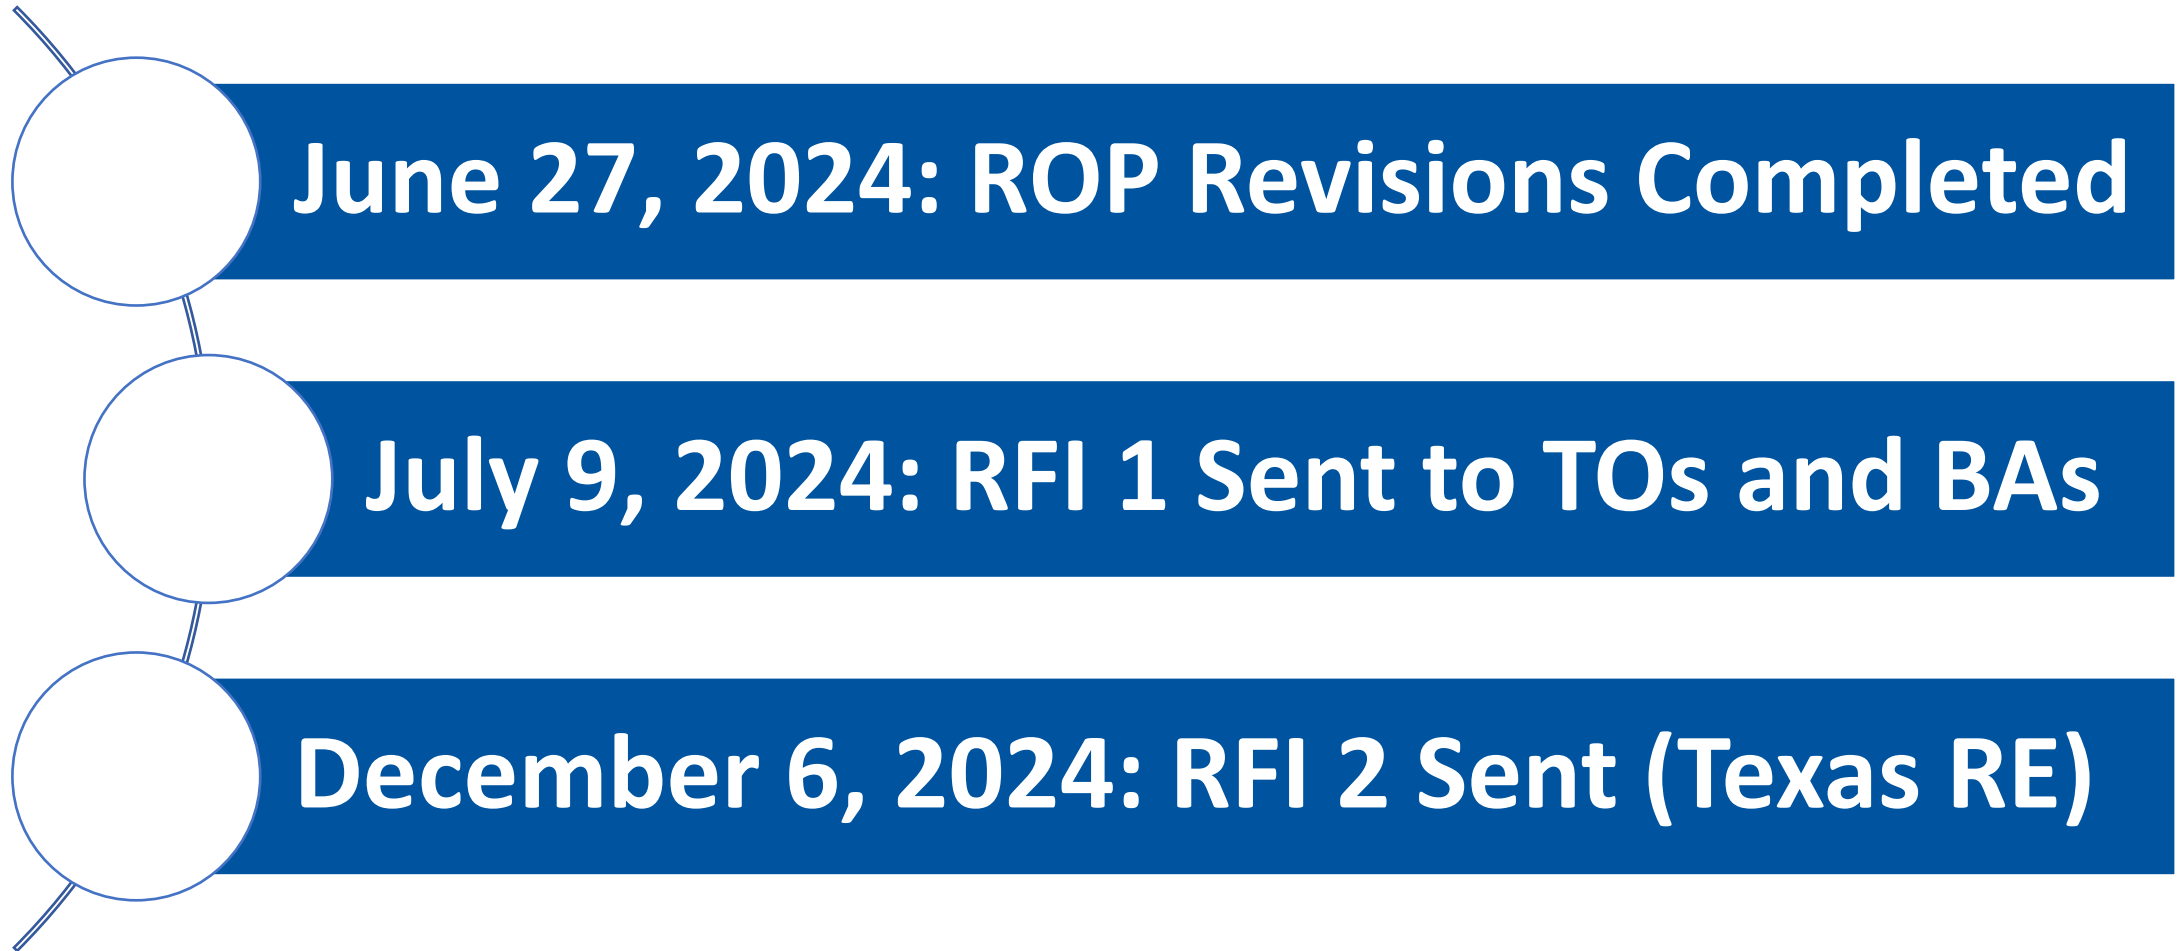 June 27, 2024: ROP Revisions Completed
July 9, 2024: RFI 1 Sent to TOs and BAs
December 6, 2024: RFI 2 Sent (Texas RE)